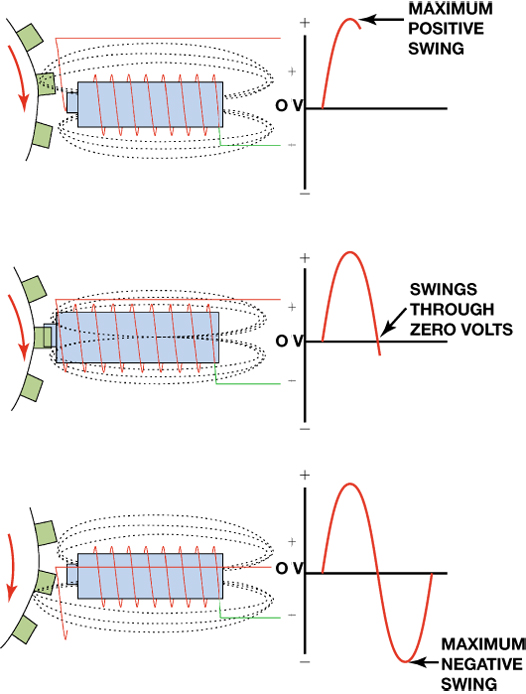 MAXIMUM
POSITIVE
SWING
+
+
O V
+
−
+
+
SWINGS
THROUGH
ZERO VOLTS
O V
−
−
+
+
O V
−
−
MAXIMUM
NEGATIVE
SWING